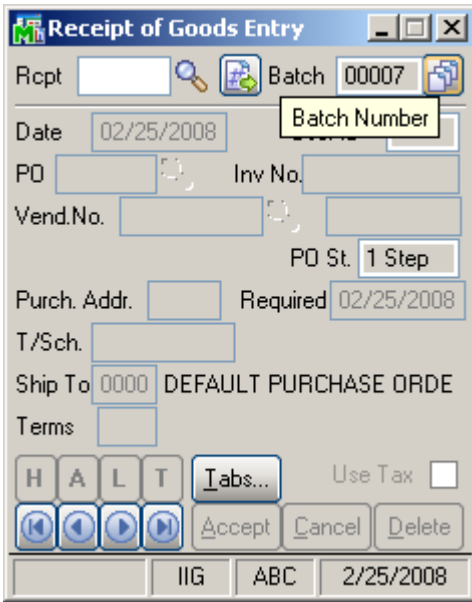 Receipt of Goods Entry
Rcpt Batch 00007
Batch Number
Date 02/25/2008
PO Inv No.
Vend.No.
PO St. 1 Step
Purch. Addr. Required 02/25/2008
T/Sch.
Ship To 0000 DEFAULT PURCHASE ORDE
Terms
H A L T Tabs... Use Tax
Accept Cancel Delete
IIG ABC 2/25/2008